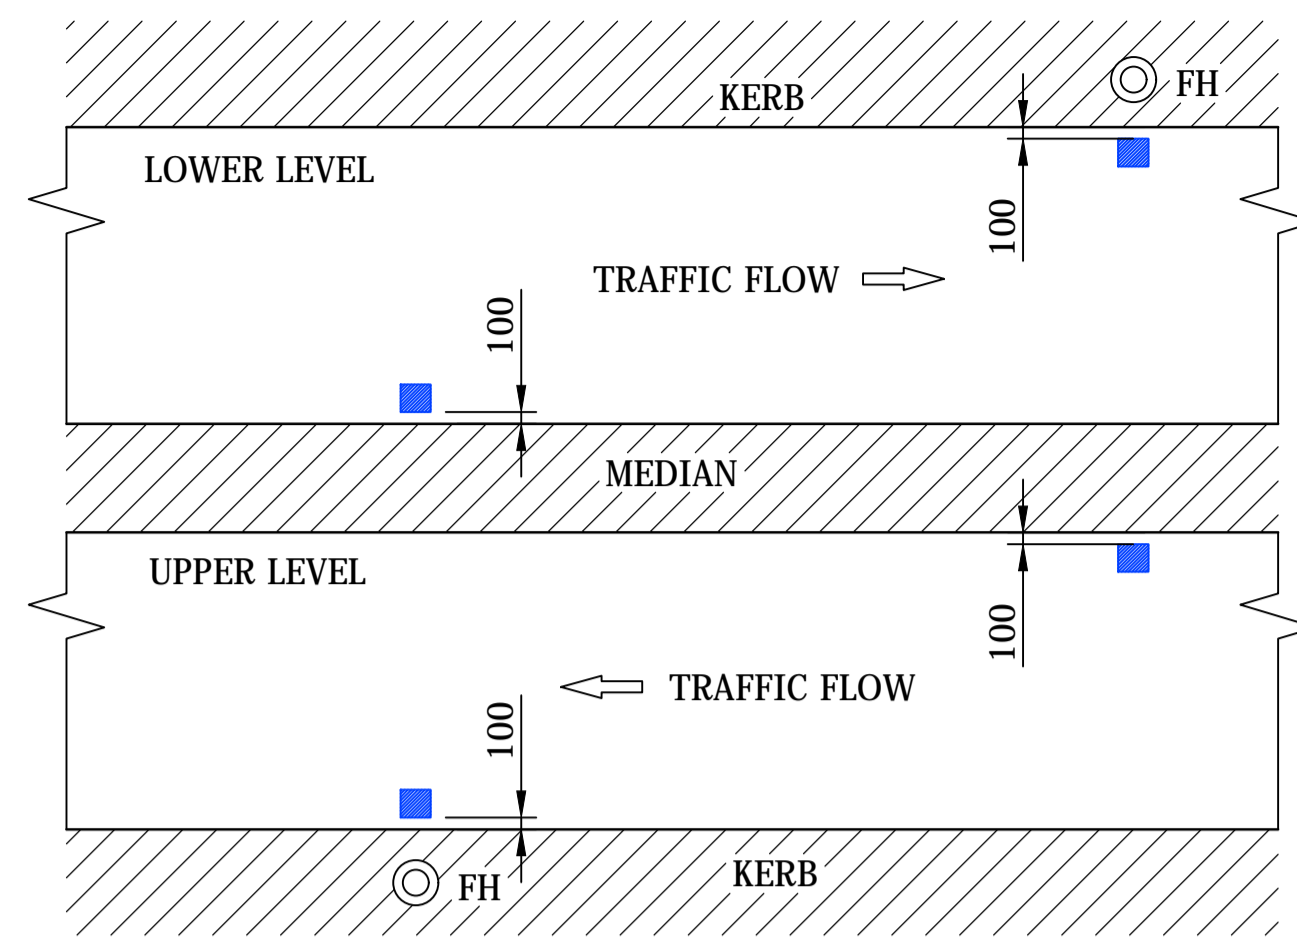 KERB
FH
LOWER LEVEL
100
TRAFFIC FLOW
100
MEDIAN
UPPER LEVEL
100
TRAFFIC FLOW
100
KERB
FH